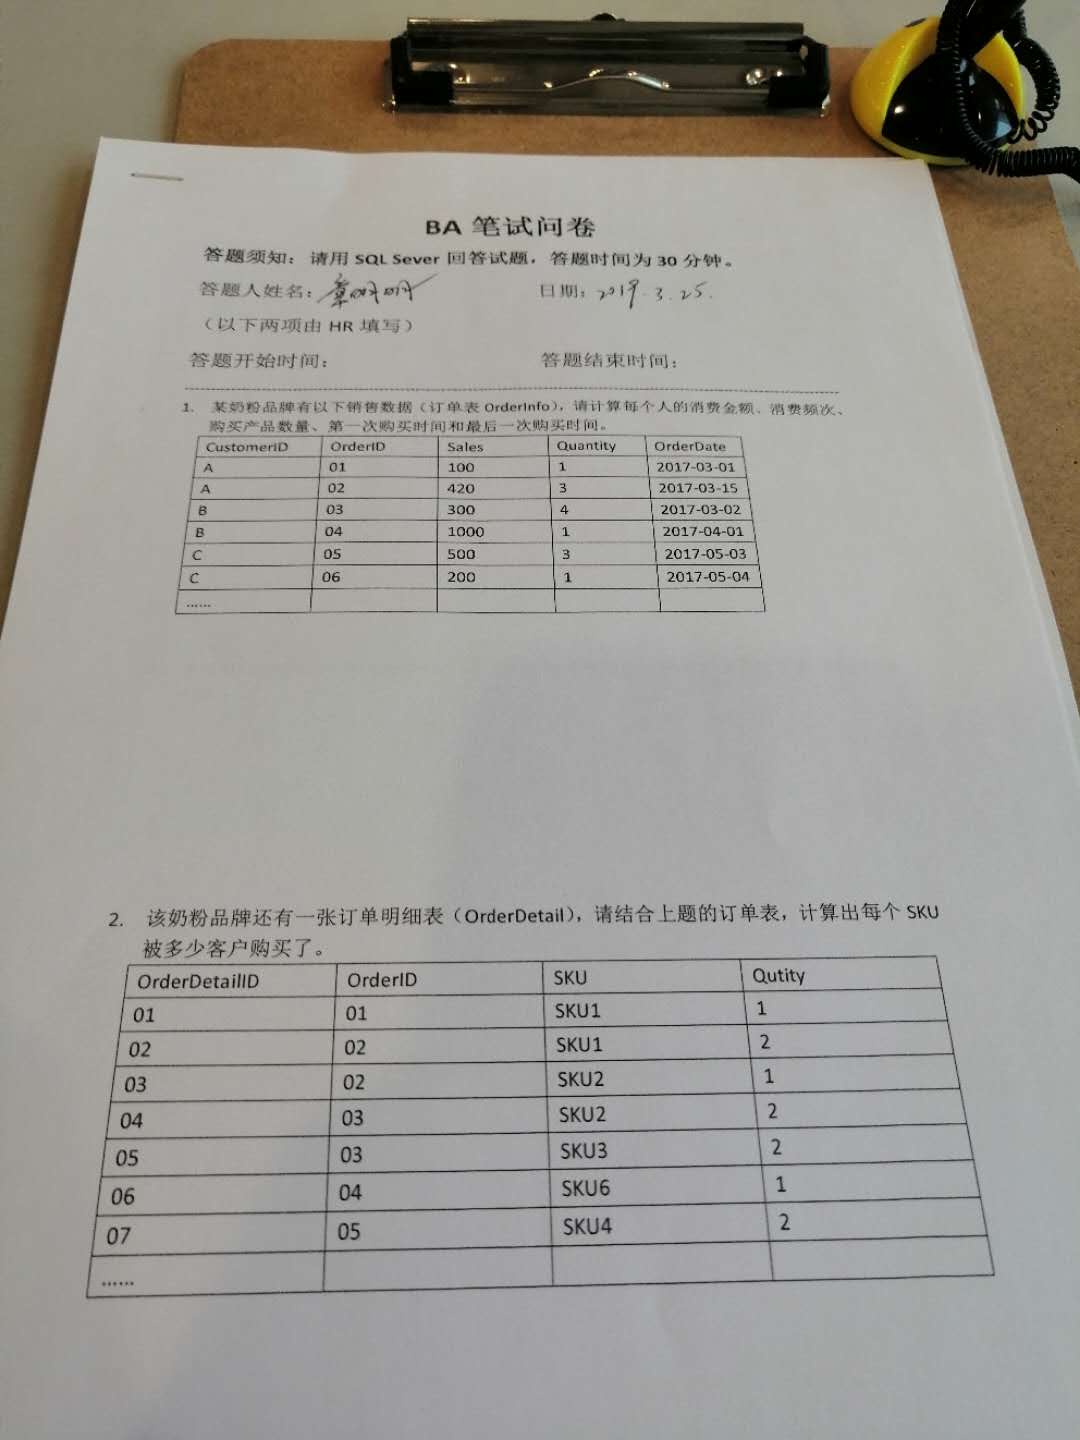 BA 笔试问卷
答题须知：请用 SQL Sever 回答试题，答题时间为 30 分钟。
答题人姓名：章明明 日期：2019.3.25.
（以下两项由 HR 填写）
答题开始时间： 答题结束时间：
1. 某奶粉品牌有以下销售数据（订单表 OrderInfo），请计算每个人的消费金额、消费频次、
购买产品数量、第一次购买时间和最后一次购买时间。
CustomerID OrderID Sales Quantity OrderDate
A 01 100 1 2017-03-01
A 02 420 3 2017-03-15
B 03 300 4 2017-03-02
B 04 1000 1 2017-04-01
C 05 500 3 2017-05-03
C 06 200 1 2017-05-04
......
2. 该奶粉品牌还有一张订单明细表（OrderDetail），请结合上题的订单表，计算出每个 SKU
被多少客户购买了。
OrderDetailID OrderID SKU Qutity
01 01 SKU1 1
02 02 SKU1 2
03 02 SKU2 1
04 03 SKU2 2
05 03 SKU3 2
06 04 SKU6 1
07 05 SKU4 2
......